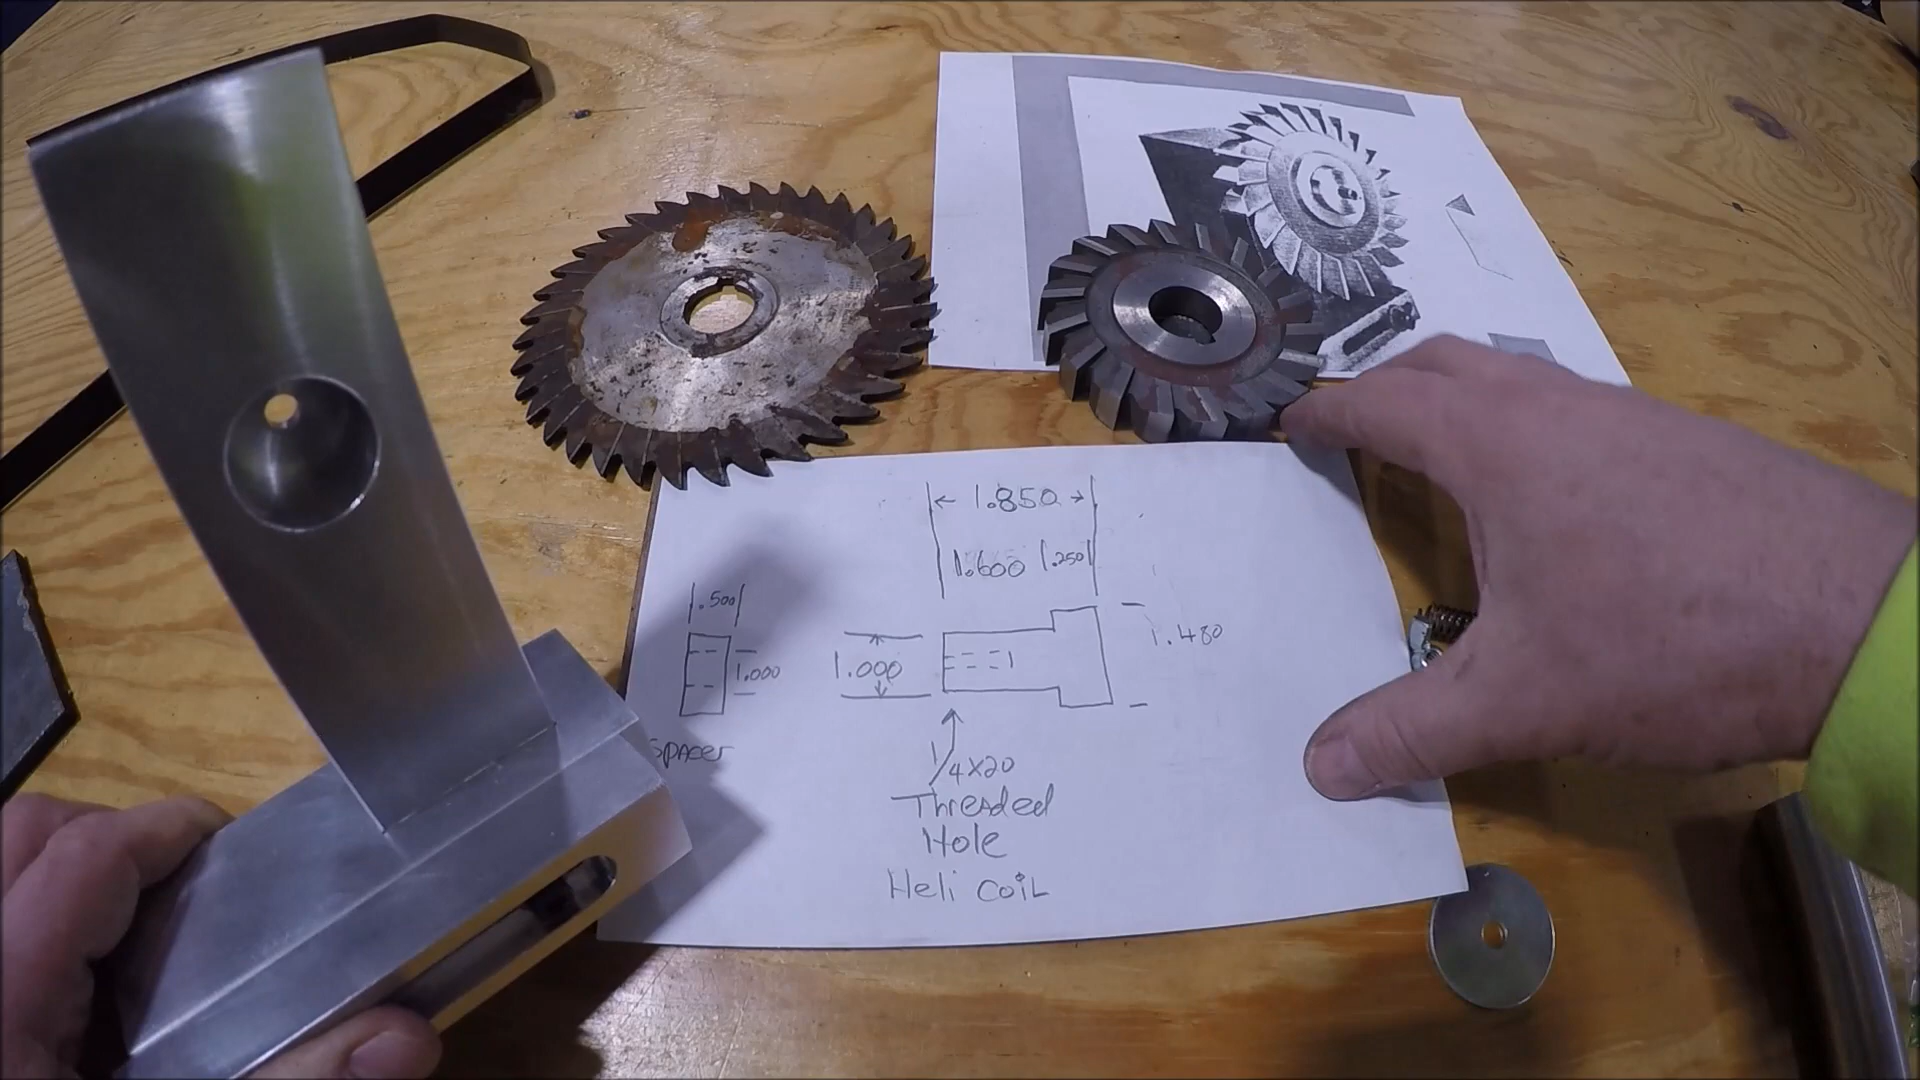 1.850
1.600 .250
.500
1.480
1.000 1.000
Spacer
1/4x20
Threaded
Hole
Heli coil